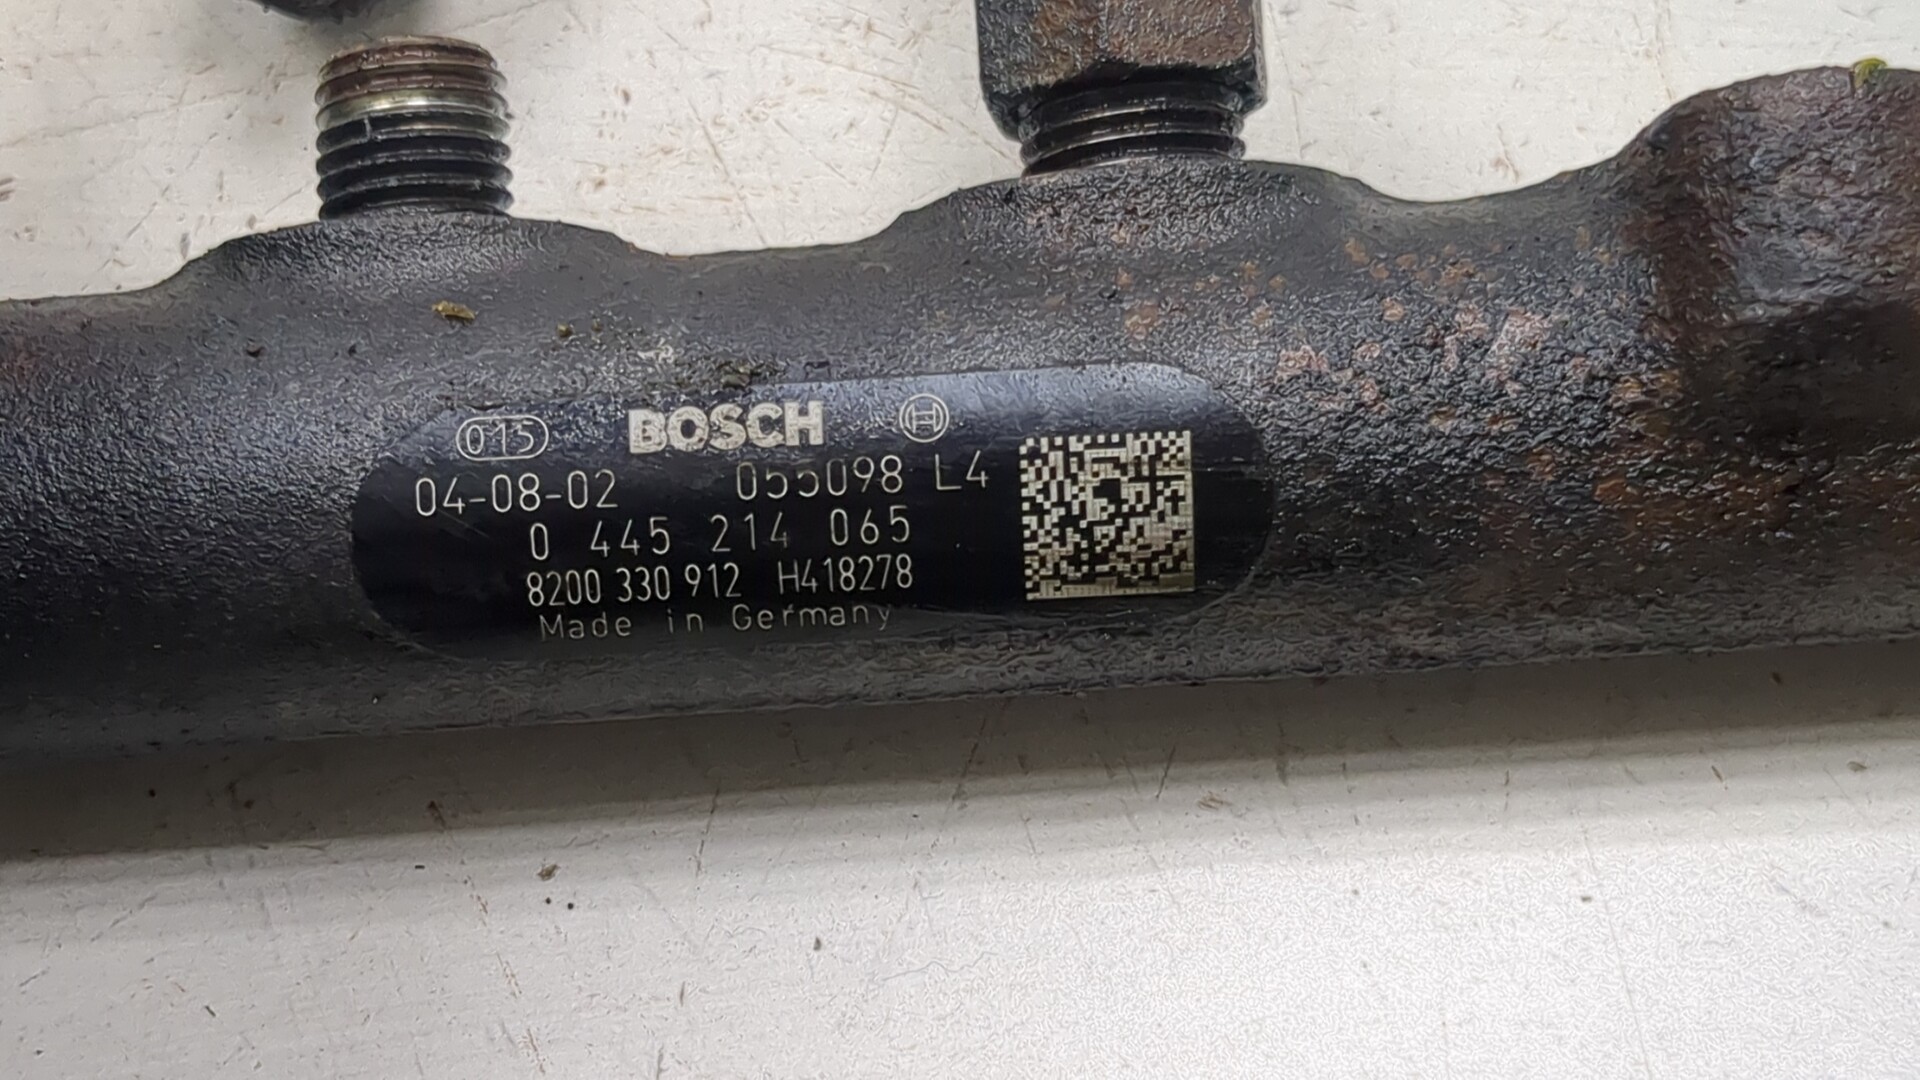 015 BOSCH
04-08-02 055098 L4
0 445 214 065
8200 330 912 H418278
Made in Germany